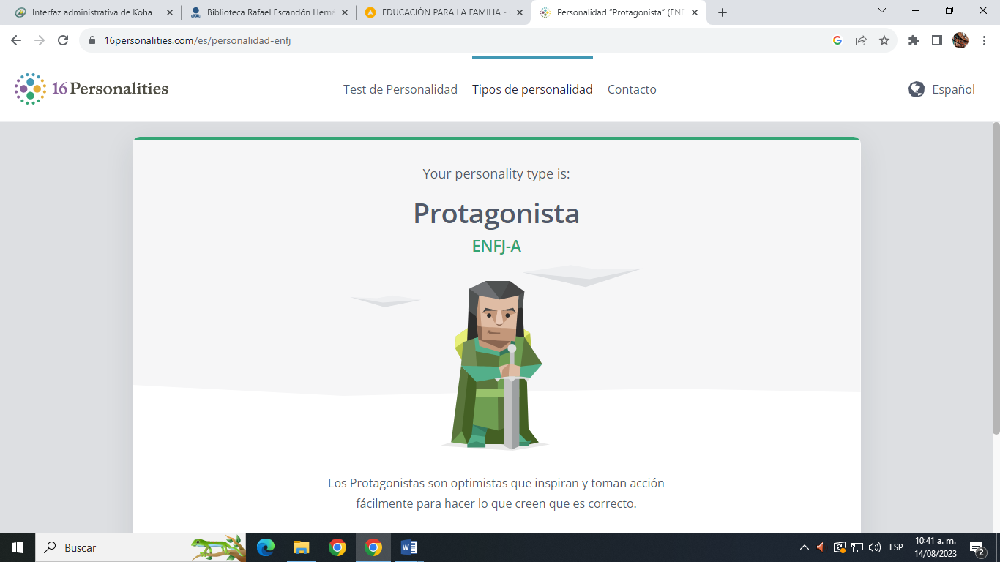 Interfaz administrativa de Koha
Biblioteca Rafael Escandón Herná
EDUCACIÓN PARA LA FAMILIA -
Personalidad “Protagonista” (ENF
16personalities.com/es/personalidad-enfj
16Personalities
Test de Personalidad
Tipos de personalidad
Contacto
Español
Your personality type is:
Protagonista
ENFJ-A
Los Protagonistas son optimistas que inspiran y toman acción
fácilmente para hacer lo que creen que es correcto.
Buscar
ESP
10:41 a. m.
14/08/2023
2